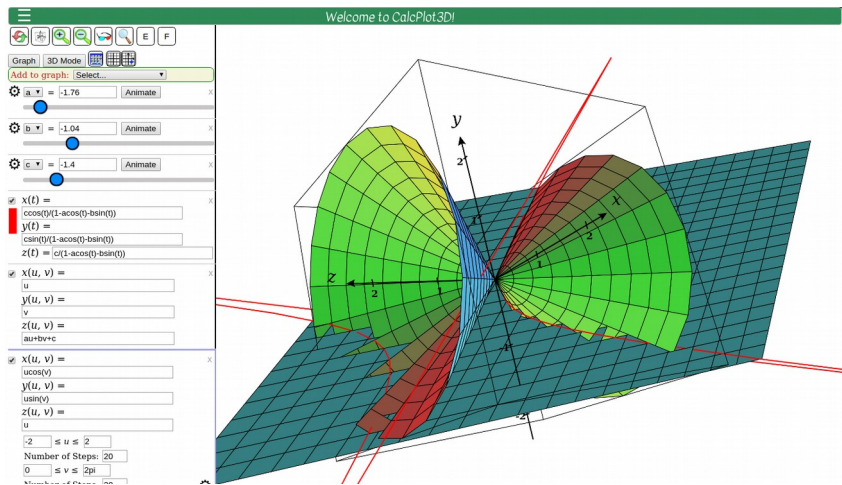 Welcome to CalcPlot3D!
E F
Graph 3D Mode
Add to graph: Select...
a = -1.76 Animate x
b = -1.04 Animate x
c = -1.4 Animate x
x(t) = x
ccos(t)/(1-acos(t)-bsin(t))
y(t) =
csin(t)/(1-acos(t)-bsin(t))
z(t) = c/(1-acos(t)-bsin(t))
x(u, v) = x
u
y(u, v) =
v
z(u, v) =
au+bv+c
x(u, v) = x
ucos(v)
y(u, v) =
usin(v)
z(u, v) =
u
-2 ≤ u ≤ 2
Number of Steps: 20
0 ≤ v ≤ 2pi
y
2
1
x
2
1
z
2
1
-1
-2